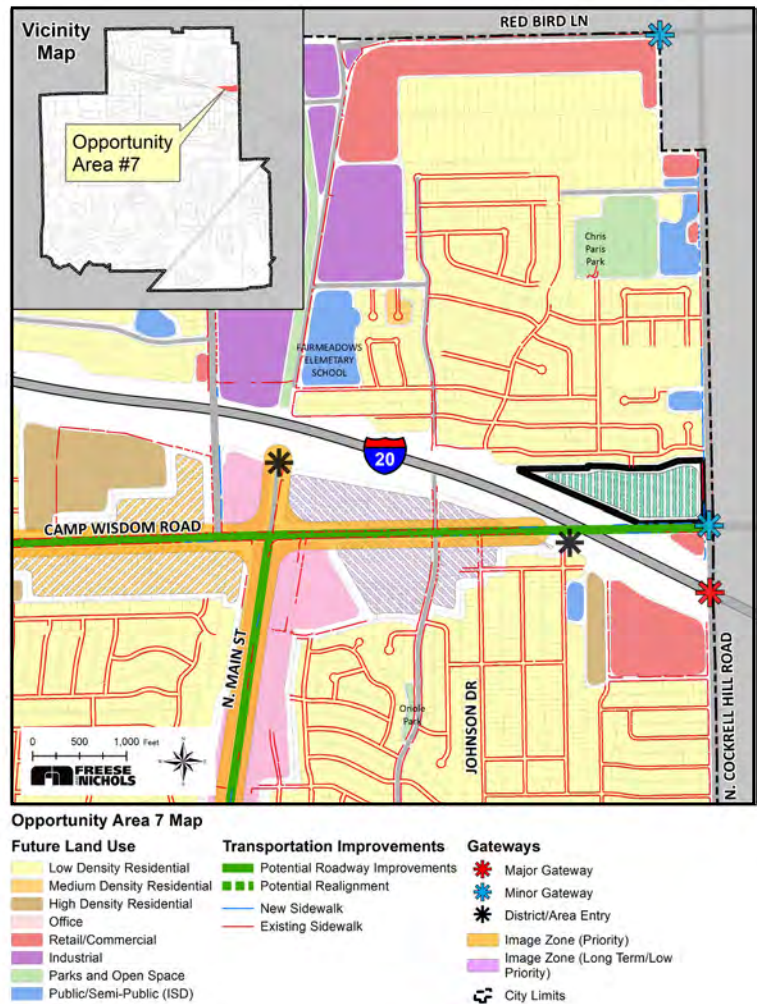 Vicinity
Map
Opportunity
Area #7
RED BIRD LN
Chris
Paris
Park
FAIRMEADOWS
ELEMETARY
SCHOOL
20
CAMP WISDOM ROAD
N. MAIN ST
Oriole
Park
JOHNSON DR
N. COCKRELL HILL ROAD
0 500 1,000 Feet
N
FREESE
NICHOLS
Opportunity Area 7 Map
Future Land Use
Low Density Residential
Medium Density Residential
High Density Residential
Office
Retail/Commercial
Industrial
Parks and Open Space
Public/Semi-Public (ISD)
Transportation Improvements
Potential Roadway Improvements
Potential Realignment
New Sidewalk
Existing Sidewalk
Gateways
Major Gateway
Minor Gateway
District/Area Entry
Image Zone (Priority)
Image Zone (Long Term/Low
Priority)
City Limits